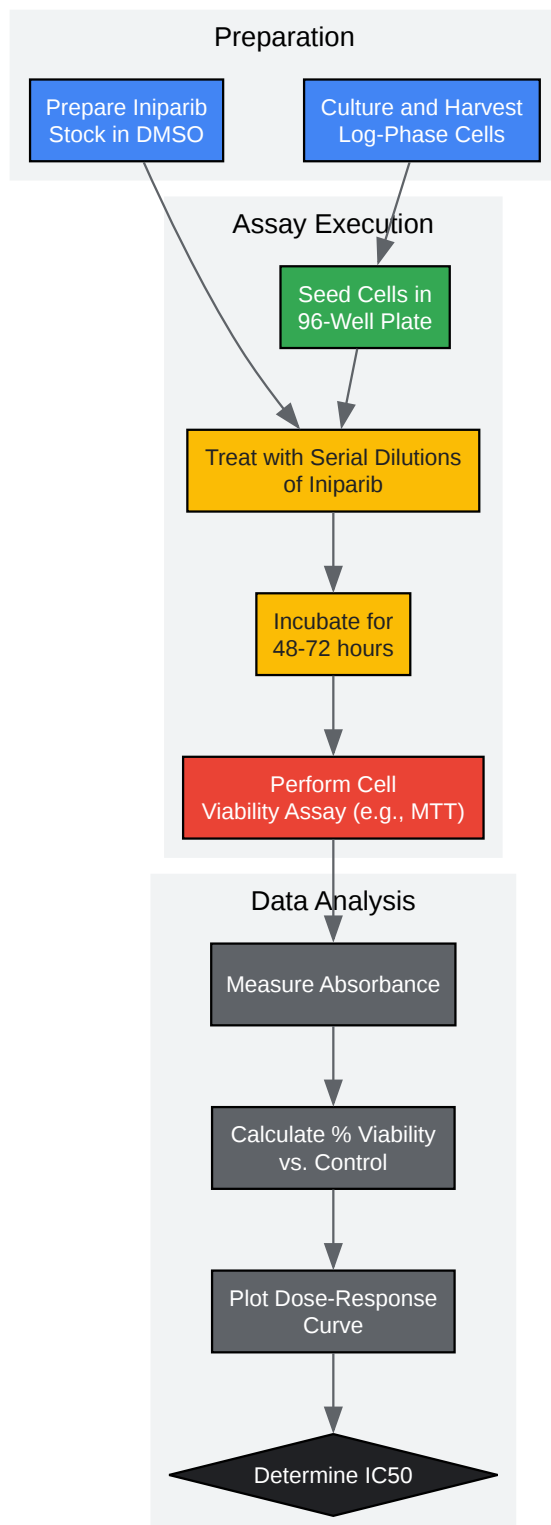 Preparation
Prepare Iniparib
Stock in DMSO
Culture and Harvest
Log-Phase Cells
Assay Execution
Seed Cells in
96-Well Plate
Treat with Serial Dilutions
of Iniparib
Incubate for
48-72 hours
Perform Cell
Viability Assay (e.g., MTT)
Data Analysis
Measure Absorbance
Calculate % Viability
vs. Control
Plot Dose-Response
Curve
Determine IC50